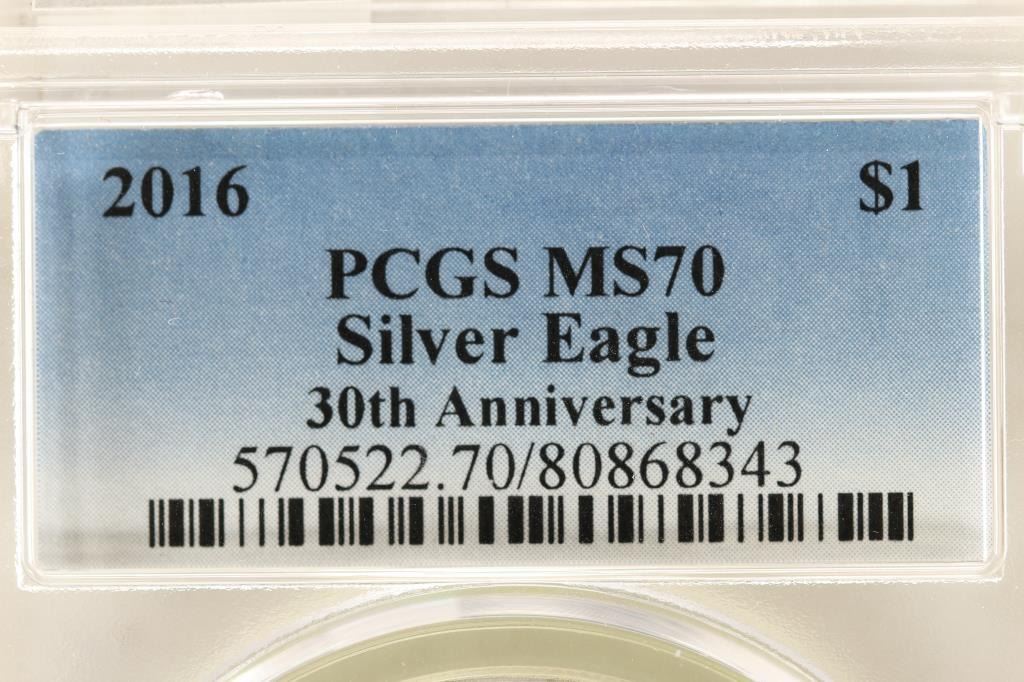 2016 $1
PCGS MS70
Silver Eagle
30th Anniversary
570522.70/80868343